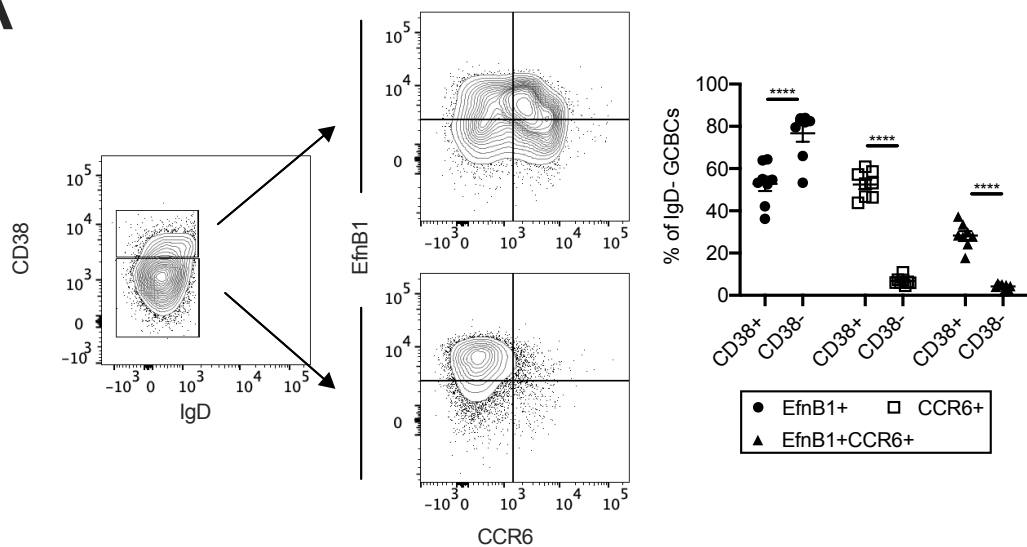 A
CD38
10^5
10^4
10^3
0
-10^3
-10^3 0 10^3 10^4 10^5
IgD
EfnB1
10^5
10^4
0
-10^3 0 10^3 10^4 10^5
10^5
10^4
0
-10^3 0 10^3 10^4 10^5
CCR6
% of IgD- GCBCs
100
80
60
40
20
0
****
****
****
CD38+
CD38-
CD38+
CD38-
CD38+
CD38-
EfnB1+ CCR6+
EfnB1+CCR6+